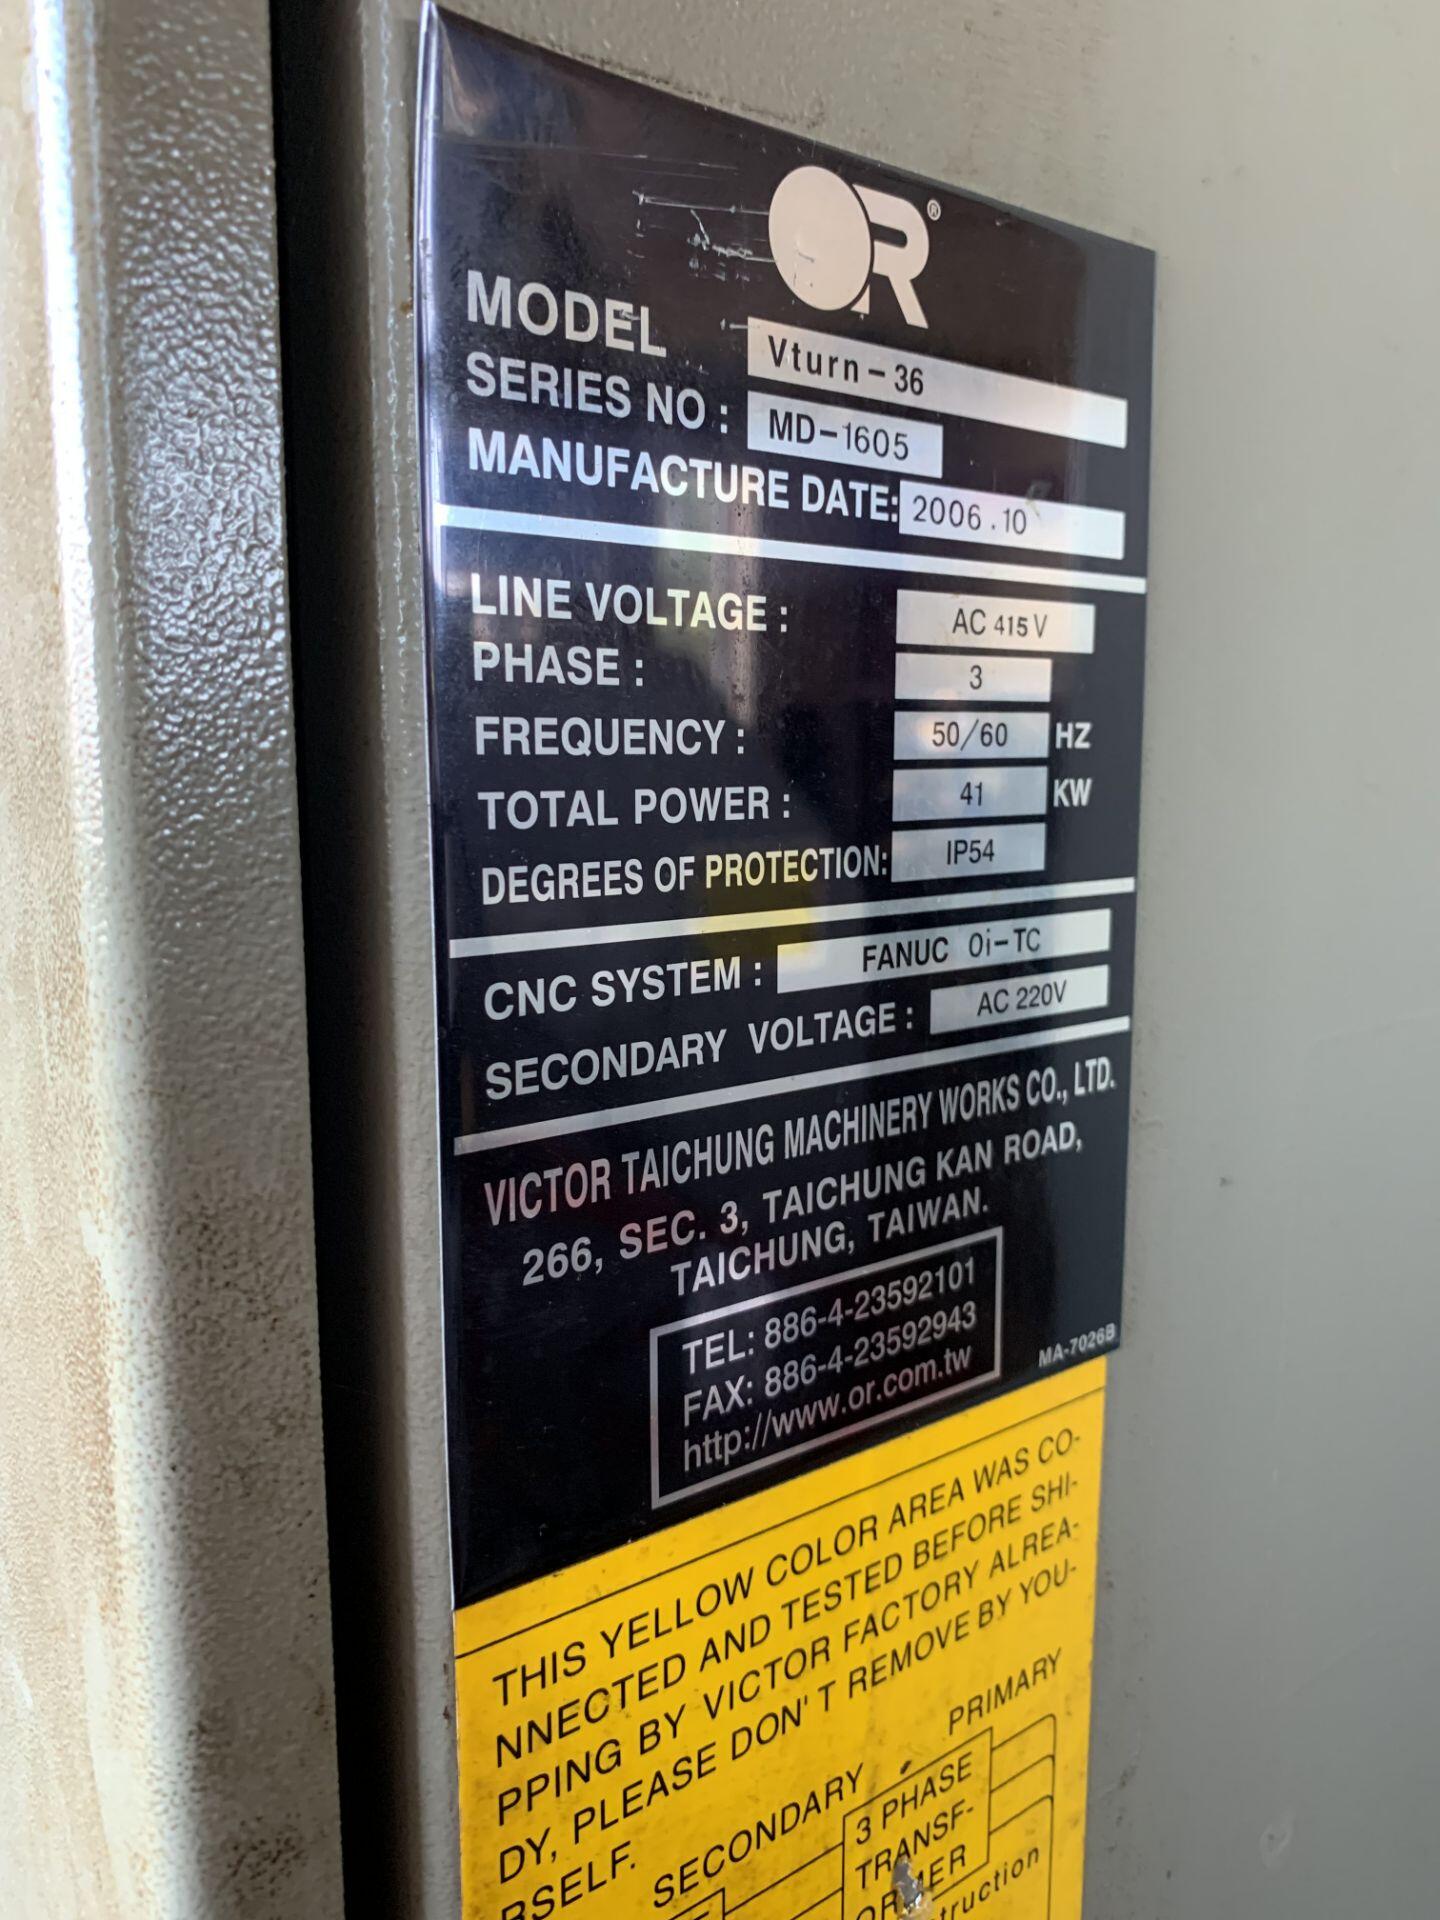 OR®
MODEL Vturn-36
SERIES NO : MD-1605
MANUFACTURE DATE: 2006.10
LINE VOLTAGE : AC 415 V
PHASE : 3
FREQUENCY : 50/60 HZ
TOTAL POWER : 41 KW
DEGREES OF PROTECTION: IP54
CNC SYSTEM : FANUC 0i-TC
SECONDARY VOLTAGE : AC 220V
VICTOR TAICHUNG MACHINERY WORKS CO., LTD.
266, SEC. 3, TAICHUNG KAN ROAD,
TAICHUNG, TAIWAN.
TEL: 886-4-23592101
FAX: 886-4-23592943
http://www.or.com.tw
MA-7026B
THIS YELLOW COLOR AREA WAS CO-
NNECTED AND TESTED BEFORE SHI-
PPING BY VICTOR FACTORY ALREA-
DY, PLEASE DON'T REMOVE BY YOU-
RSELF.
SECONDARY PRIMARY
3 PHASE
TRANSF-
ORMER